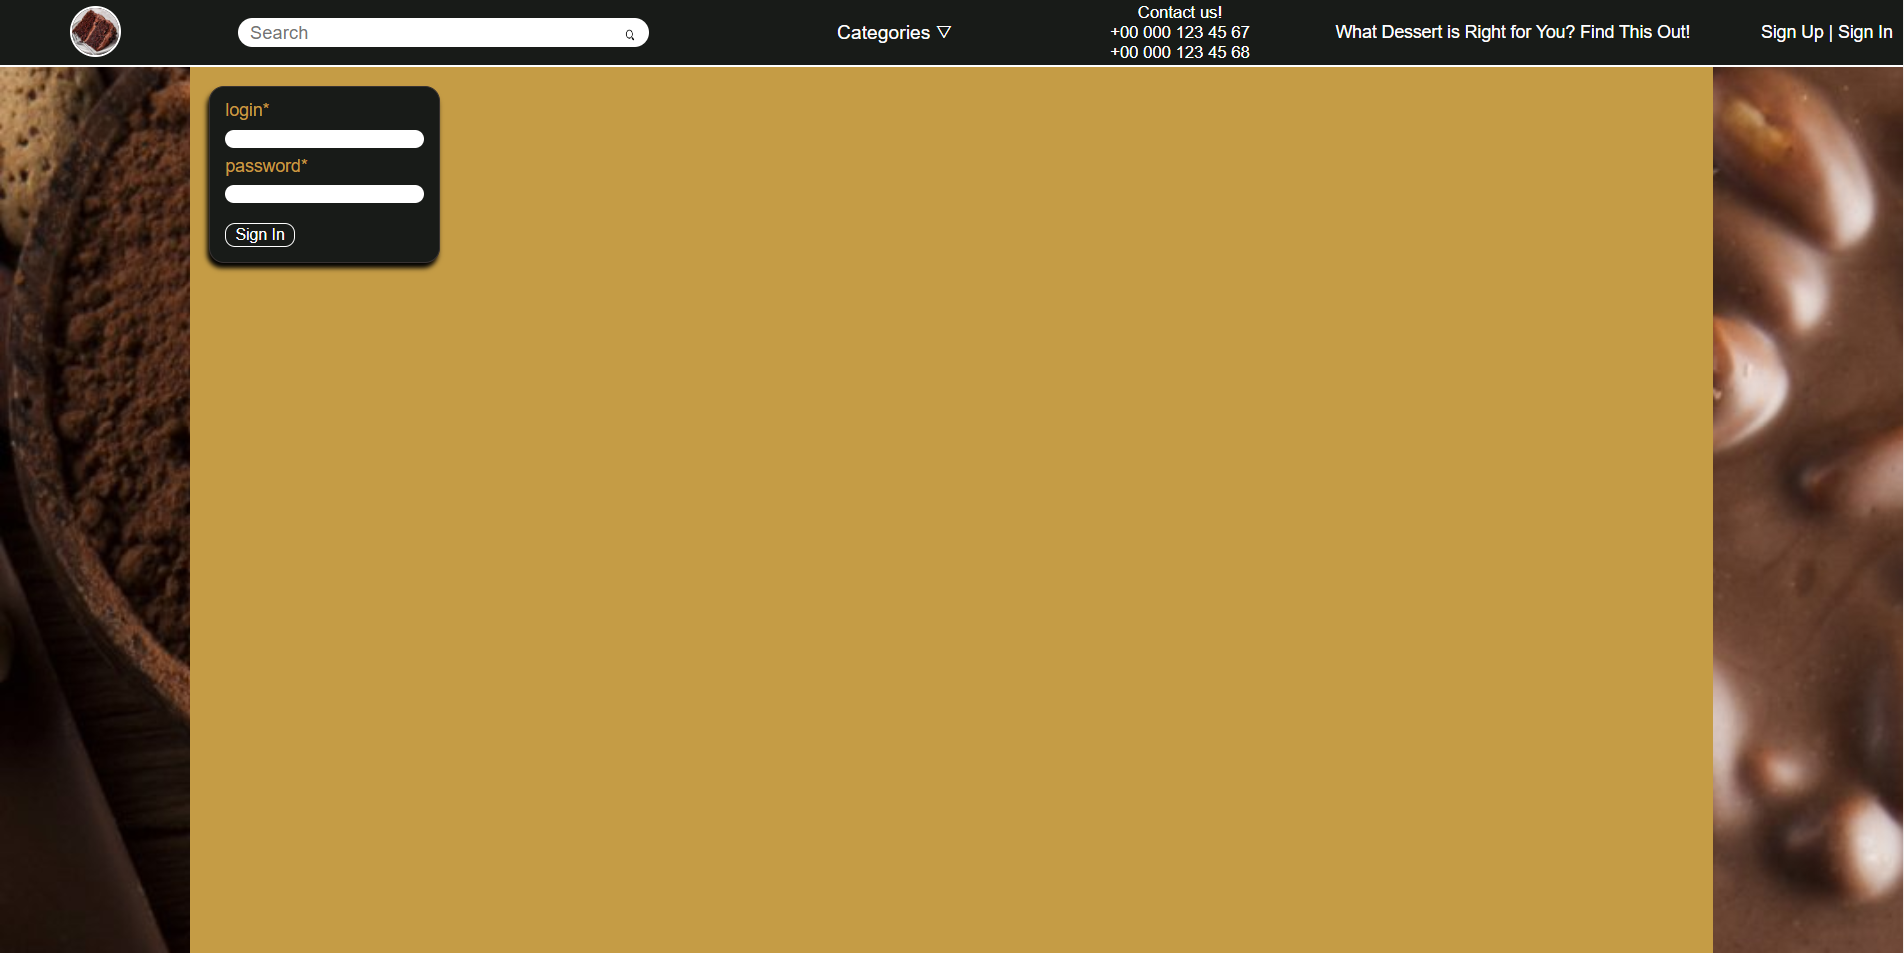 Search
Categories ▽
Contact us!
+00 000 123 45 67
+00 000 123 45 68
What Dessert is Right for You? Find This Out!
Sign Up | Sign In
login*
password*
Sign In